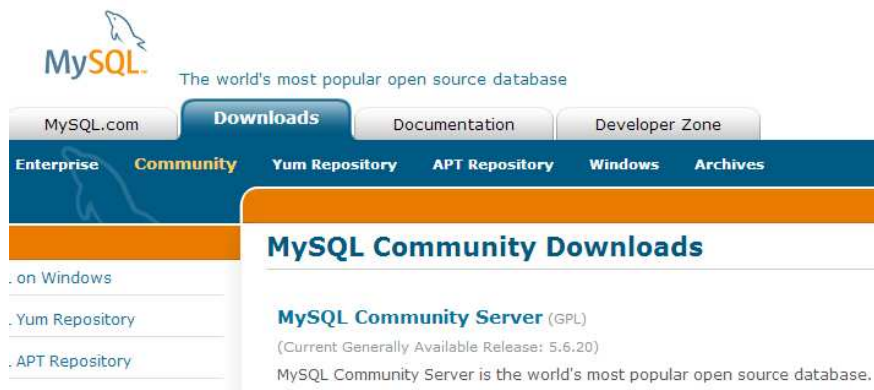 MySQL
The world's most popular open source database
MySQL.com Downloads Documentation Developer Zone
Enterprise Community Yum Repository APT Repository Windows Archives
MySQL Community Downloads
. on Windows
. Yum Repository
. APT Repository
MySQL Community Server (GPL)
(Current Generally Available Release: 5.6.20)
MySQL Community Server is the world's most popular open source database.